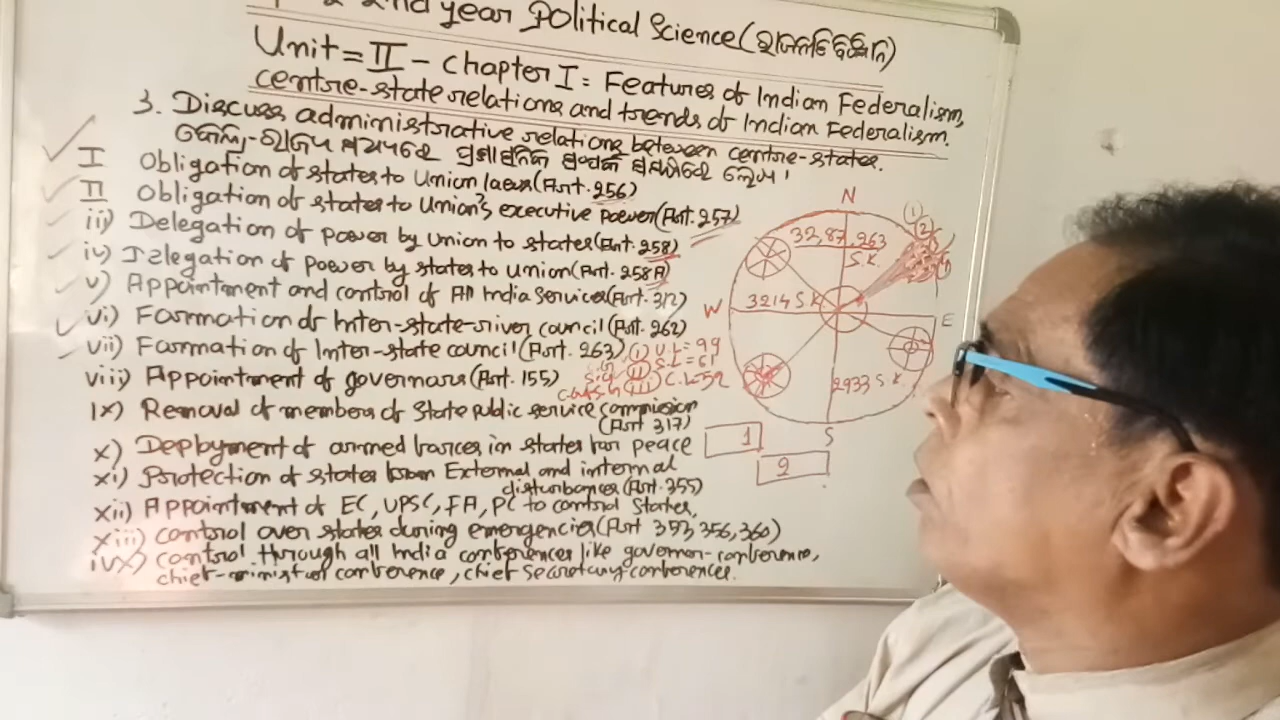 2nd year Political Science (ରାଜନୀତି ବିଜ୍ଞାନ)
Unit = II - Chapter I : Features of Indian Federalism,
centre-state relations and trends of Indian Federalism.
3. Discuss administrative relations between centre-states.
କେନ୍ଦ୍ର-ରାଜ୍ୟ ମଧ୍ୟରେ ପ୍ରଶାସନିକ ସମ୍ପର୍କ
I Obligation of states to Union laws (Art. 256)
II Obligation of states to Union's executive power (Art. 257)
iii) Delegation of power by Union to states (Art. 258)
iv) Delegation of power by states to Union (Art. 258A)
v) Appointment and control of All India Services (Art. 312)
vi) Formation of Inter-state-river council (Art. 262)
vii) Formation of Inter-state council (Art. 263)
viii) Appointment of governors (Art. 155)
ix) Removal of members of state public service commission
(Art 317)
x) Deployment of armed forces in states for peace
xi) Protection of states from External and internal
disturbances (Art. 355)
xii) Appointment of EC, UPSC, FA, PC to control states,
xiii) control over states during emergencies (Art 352, 356, 360)
ivx) control through all India conferences like governor-conference,
chief-minister conference, chief secretary-conferences.
(i) U.L = 99
(ii) S.L = 61
(iii) C.L = 52
N
32,87,263
S.K.
(1)
(2)
W
3214 S.K
E
2933 S.K
S
1
2